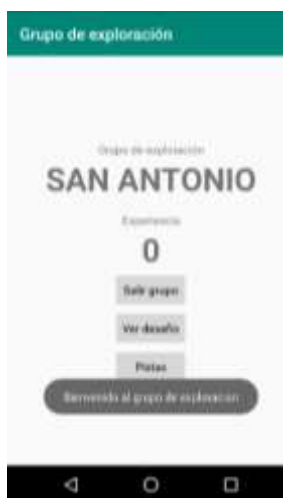 Grupo de exploración
Grupo de exploración
SAN ANTONIO
Experiencia
0
Salir grupo
Ver desafío
Pistas
Bienvenido al grupo de exploración